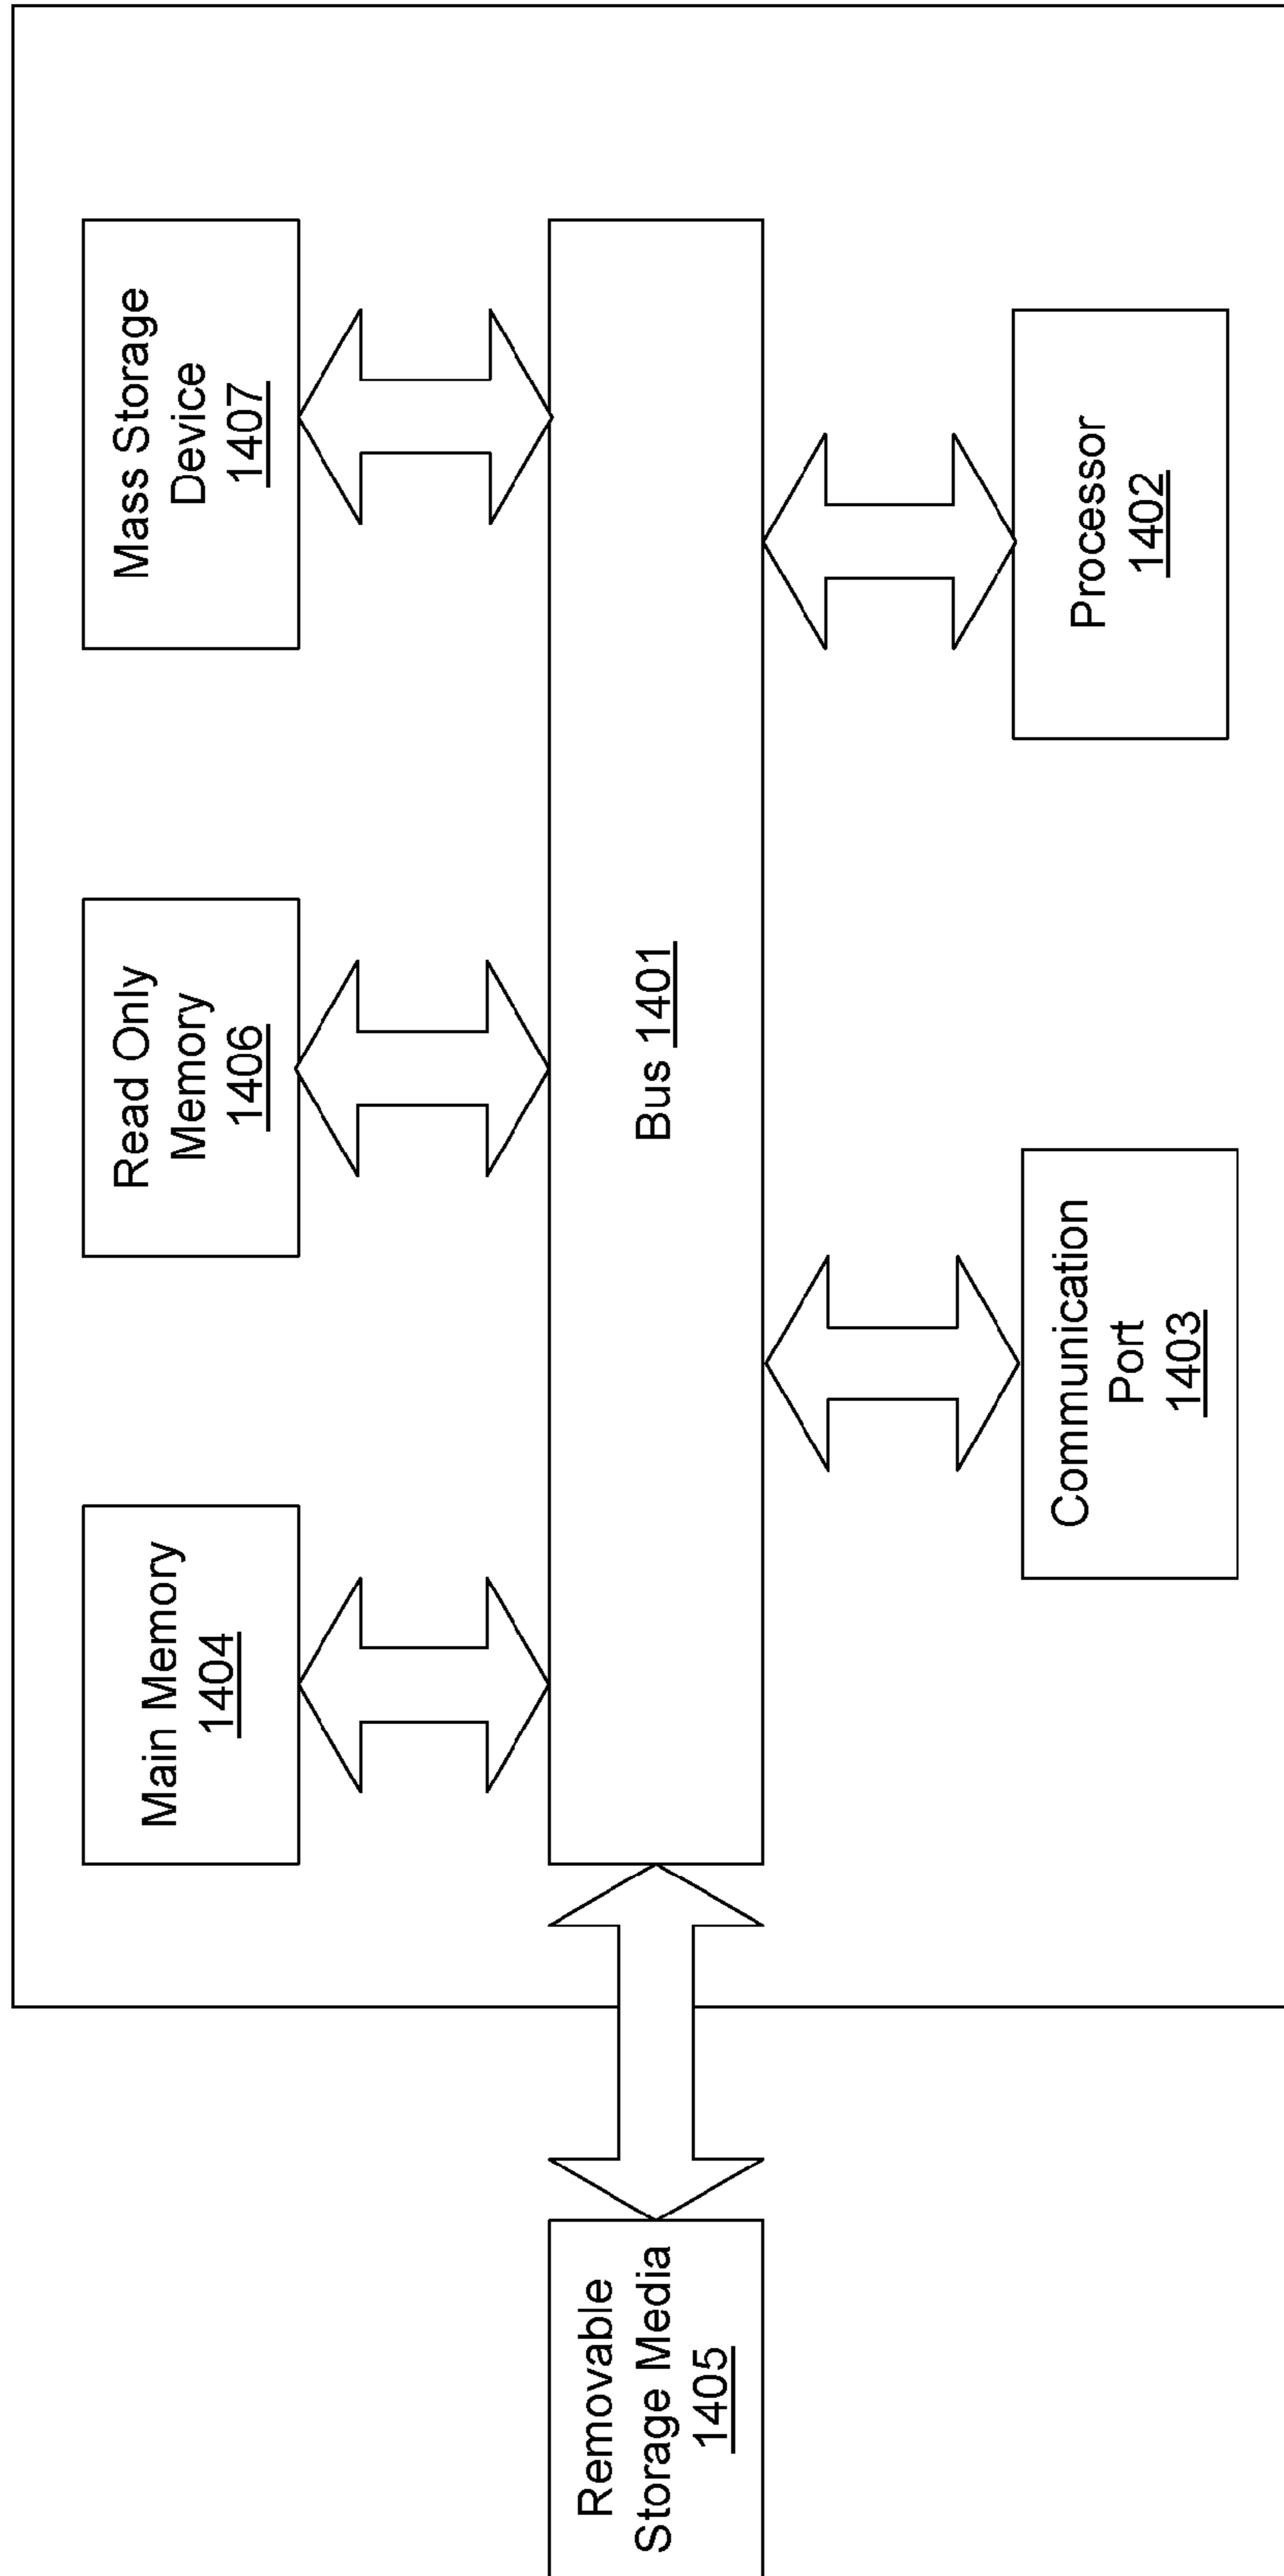 Main Memory
1404
Read Only
Memory
1406
Mass Storage
Device
1407
Removable
Storage Media
1405
Bus 1401
Communication
Port
1403
Processor
1402